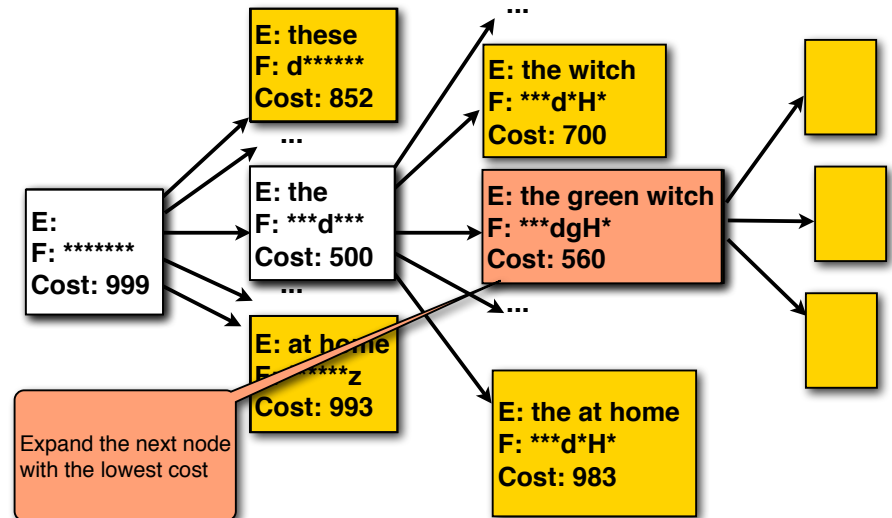 ...
E: these
F: d******
Cost: 852
...
E: the witch
F: ***d*H*
Cost: 700
E:
F: *******
Cost: 999
E: the
F: ***d***
Cost: 500
E: the green witch
F: ***dgH*
Cost: 560
...
...
E: at home
F: ******z
Cost: 993
E: the at home
F: ***d*H*
Cost: 983
Expand the next node
with the lowest cost